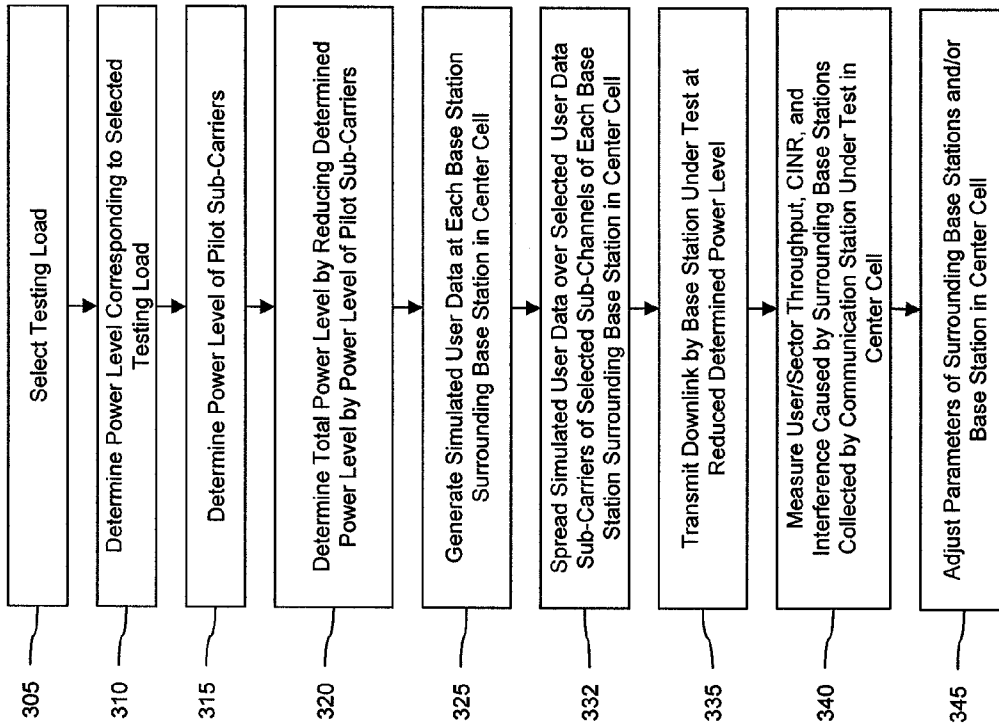 305
Select Testing Load
310
Determine Power Level Corresponding to Selected
Testing Load
315
Determine Power Level of Pilot Sub-Carriers
320
Determine Total Power Level by Reducing Determined
Power Level by Power Level of Pilot Sub-Carriers
325
Generate Simulated User Data at Each Base Station
Surrounding Base Station in Center Cell
332
Spread Simulated User Data over Selected User Data
Sub-Carriers of Selected Sub-Channels of Each Base
Station Surrounding Base Station in Center Cell
335
Transmit Downlink by Base Station Under Test at
Reduced Determined Power Level
340
Measure User/Sector Throughput, CINR, and
Interference Caused by Surrounding Base Stations
Collected by Communication Station Under Test in
Center Cell
345
Adjust Parameters of Surrounding Base Stations and/or
Base Station in Center Cell